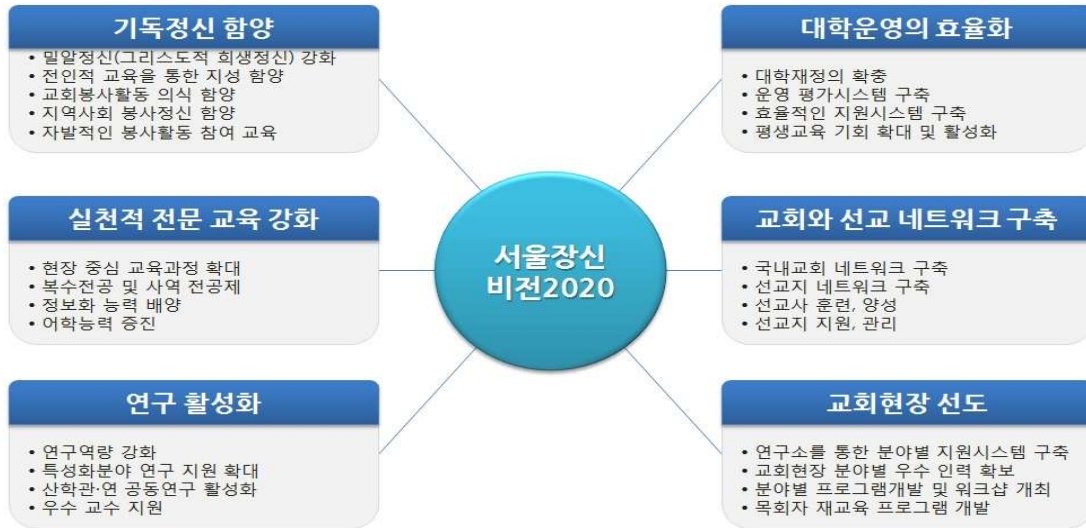 기독정신 함양
• 밀알정신(그리스도적 희생정신) 강화
• 전인적 교육을 통한 지성 함양
• 교회봉사활동 의식 함양
• 지역사회 봉사정신 함양
• 자발적인 봉사활동 참여 교육
대학운영의 효율화
• 대학재정의 확충
• 운영 평가시스템 구축
• 효율적인 지원시스템 구축
• 평생교육 기회 확대 및 활성화
실천적 전문 교육 강화
• 현장 중심 교육과정 확대
• 복수전공 및 사역 전공제
• 정보화 능력 배양
• 어학능력 증진
서울장신
비전2020
교회와 선교 네트워크 구축
• 국내교회 네트워크 구축
• 선교지 네트워크 구축
• 선교사 훈련, 양성
• 선교지 지원, 관리
연구 활성화
• 연구역량 강화
• 특성화분야 연구 지원 확대
• 산학관·연 공동연구 활성화
• 우수 교수 지원
교회현장 선도
• 연구소를 통한 분야별 지원시스템 구축
• 교회현장 분야별 우수 인력 확보
• 분야별 프로그램개발 및 워크샵 개최
• 목회자 재교육 프로그램 개발